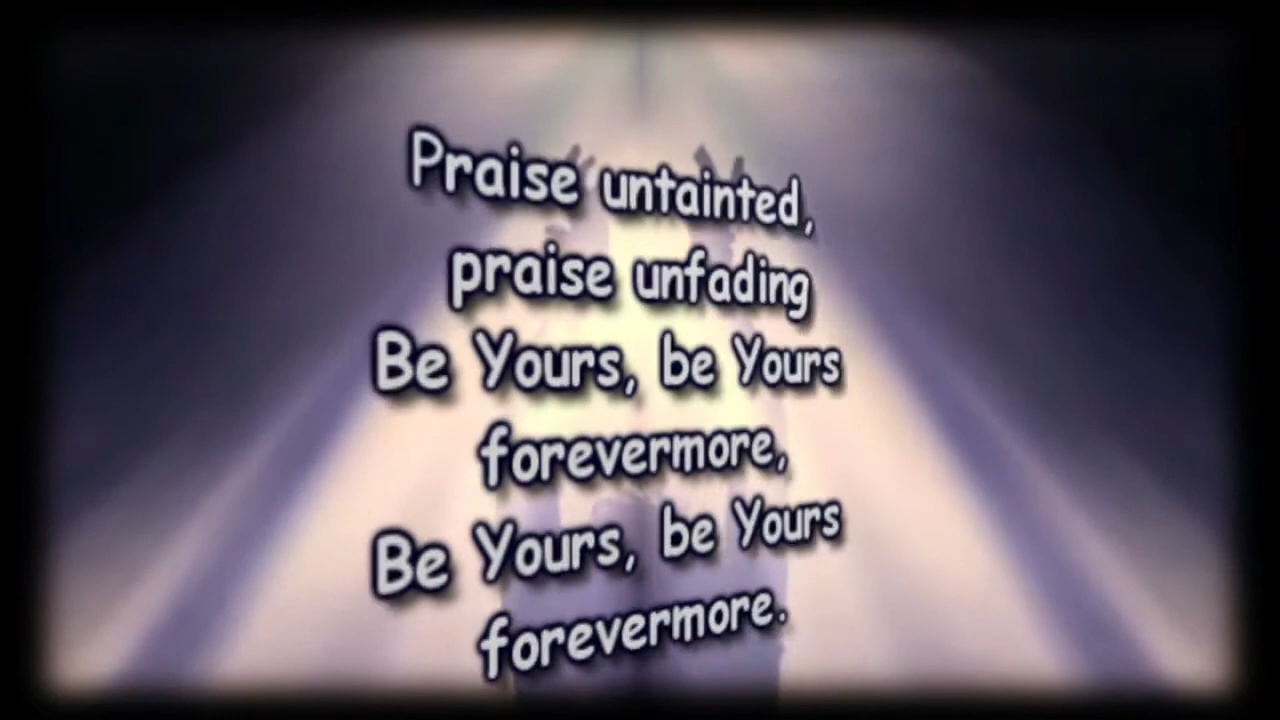 Praise untainted,
praise unfading
Be Yours, be Yours
forevermore,
Be Yours, be Yours
forevermore.